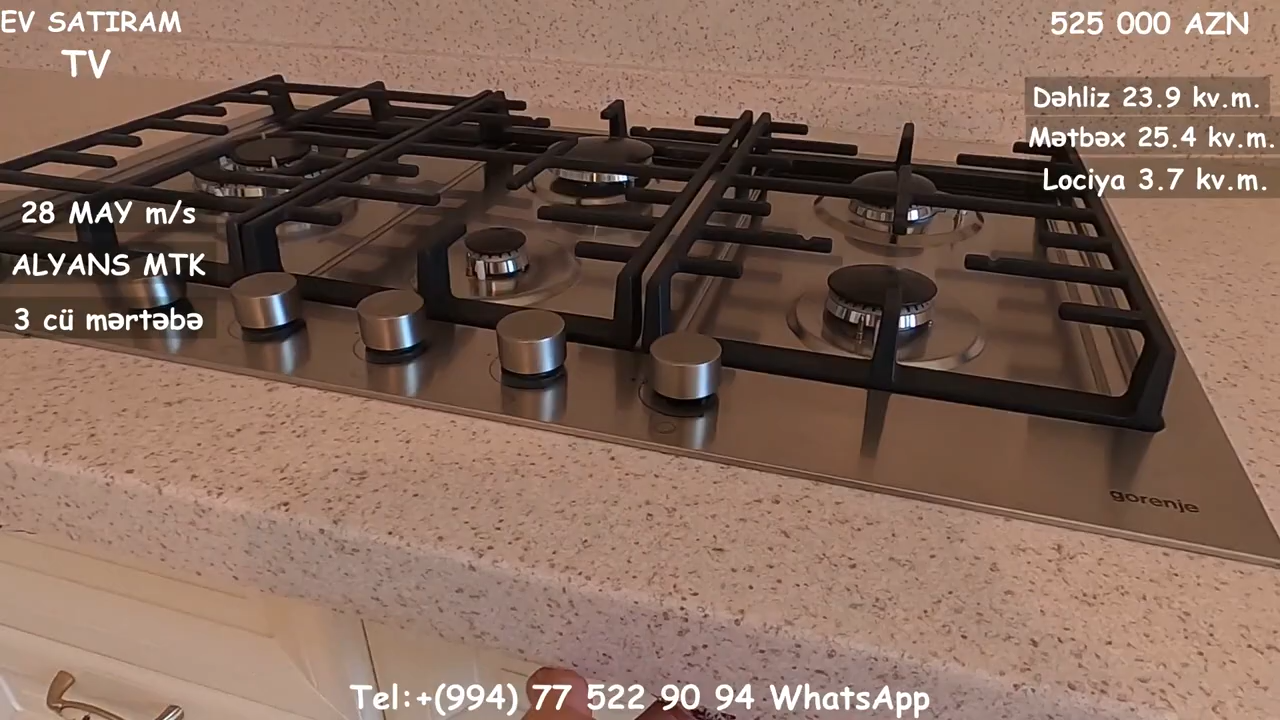 EV SATIRAM
TV
525 000 AZN
Dəhliz 23.9 kv.m.
Mətbəx 25.4 kv.m.
Lociya 3.7 kv.m.
28 MAY m/s
ALYANS MTK
3 cü mərtəbə
gorenje
Tel:+(994) 77 522 90 94 WhatsApp